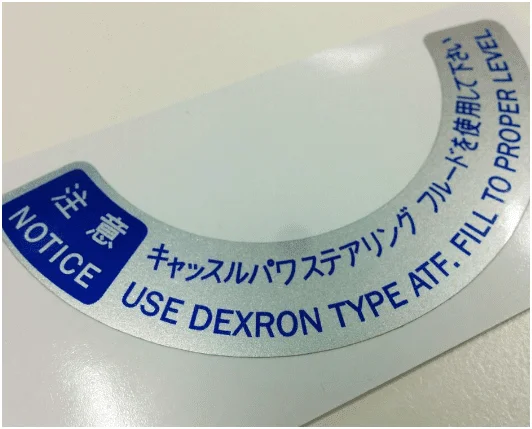 注意
NOTICE
キャッスルパワステアリング フルードを使用して下さい
USE DEXRON TYPE ATF. FILL TO PROPER LEVEL